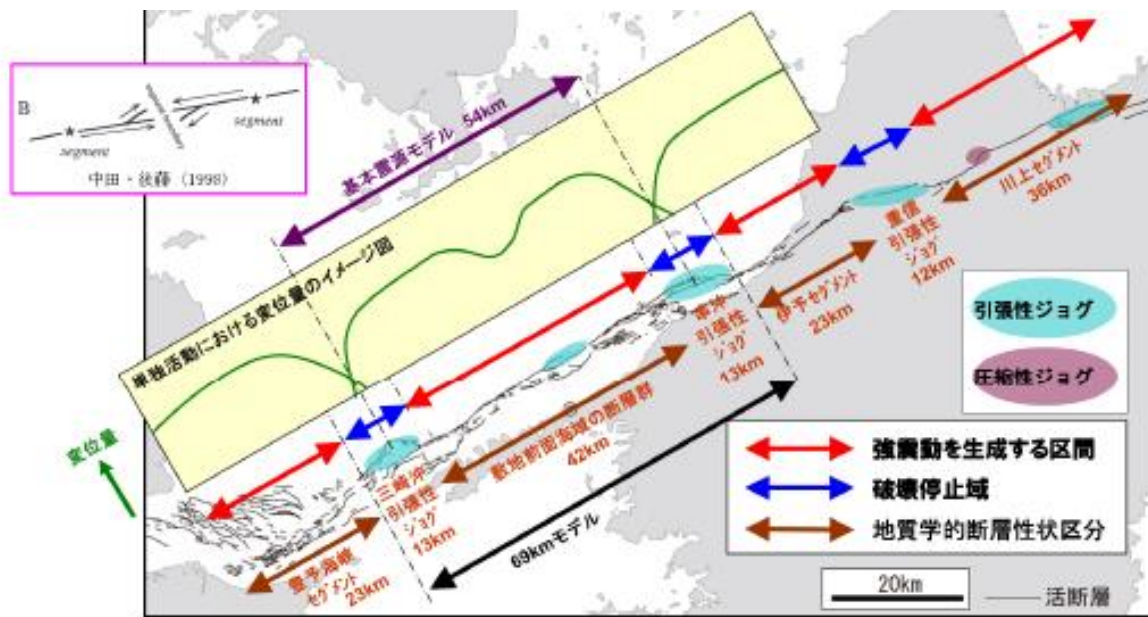 B
segment
segment
中田・後藤 (1998)
基本震源モデル 54km
単独活動における変位量のイメージ図
変位量
川上セグメント
36km
重信
引張性
ジョグ
12km
伊予セグメント
23km
串沖
引張性
ジョグ
13km
敷地前面海域の断層群
42km
三崎沖
引張性
ジョグ
13km
豊予海峡
セグメント
23km
69kmモデル
引張性ジョグ
圧縮性ジョグ
強震動を生成する区間
破壊停止域
地質学的断層性状区分
20km
活断層